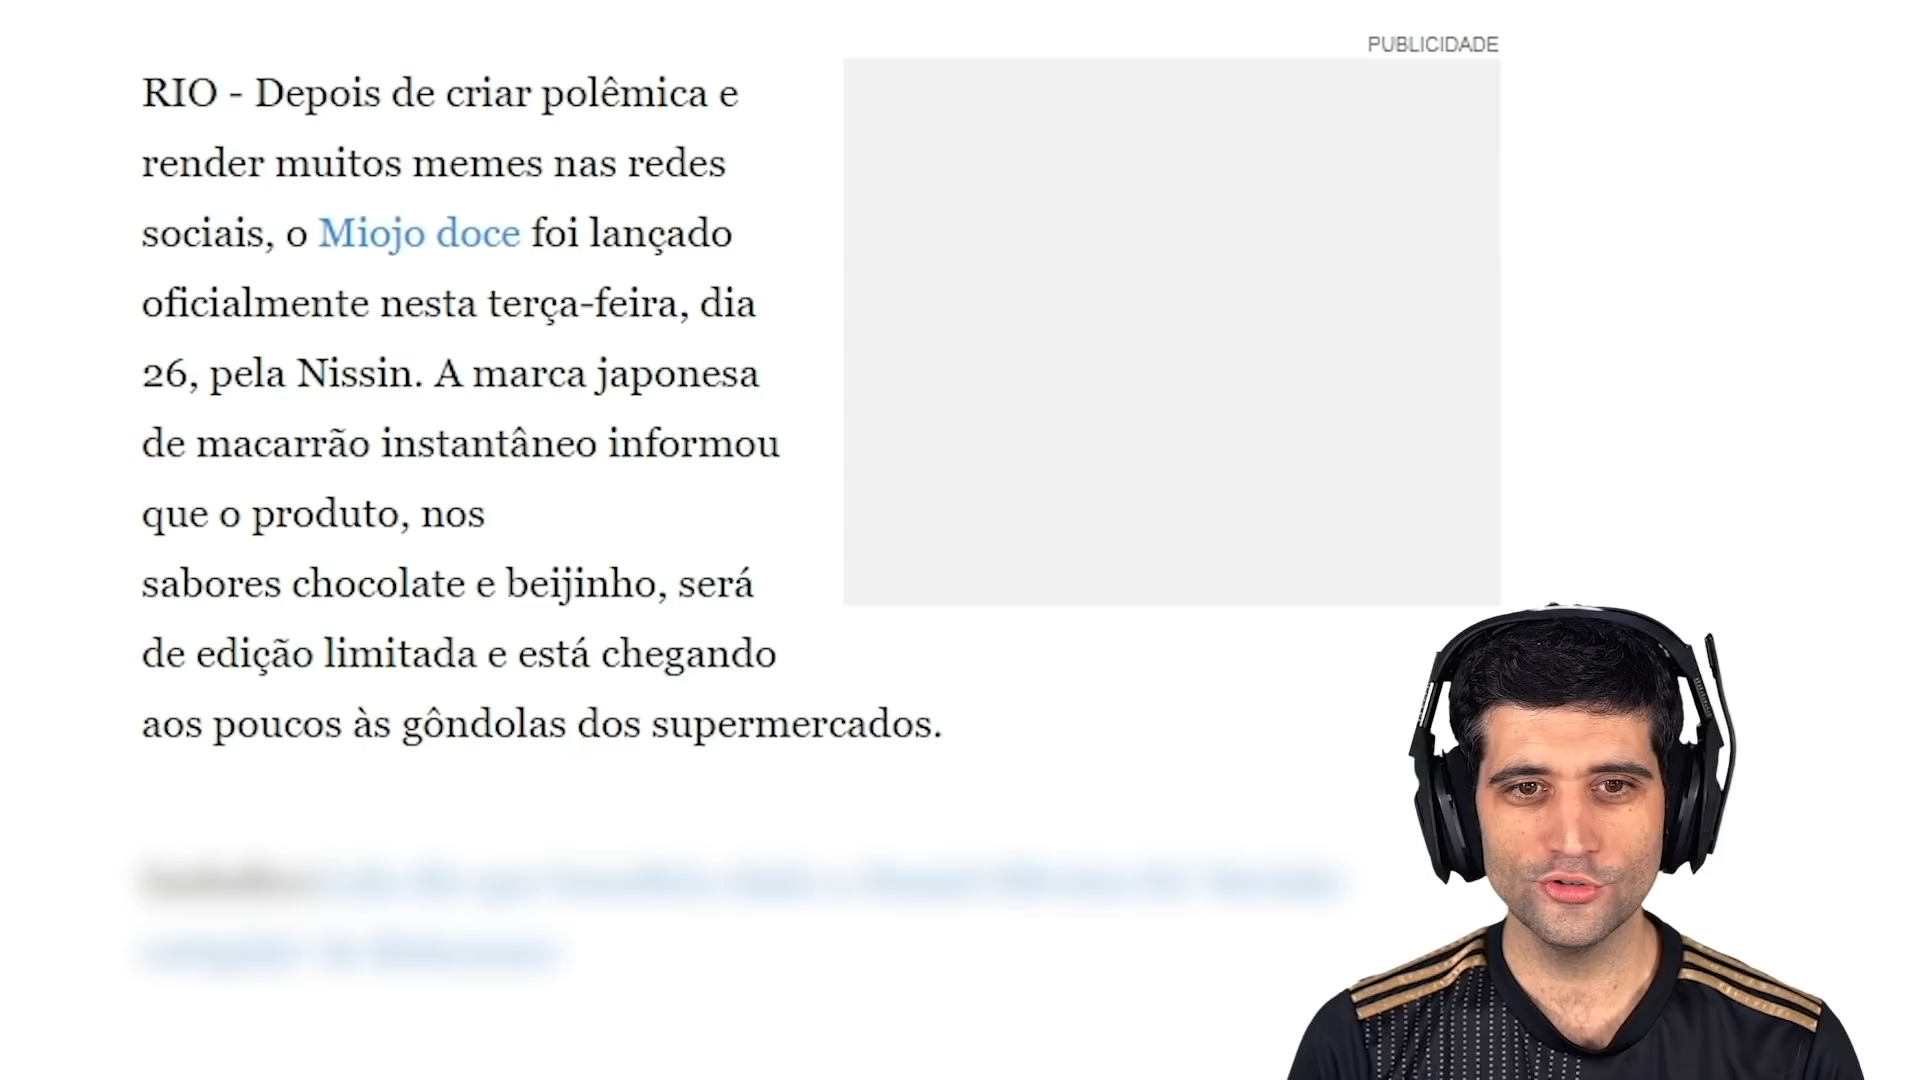 PUBLICIDADE
RIO - Depois de criar polêmica e
render muitos memes nas redes
sociais, o Miojo doce foi lançado
oficialmente nesta terça-feira, dia
26, pela Nissin. A marca japonesa
de macarrão instantâneo informou
que o produto, nos
sabores chocolate e beijinho, será
de edição limitada e está chegando
aos poucos às gôndolas dos supermercados.